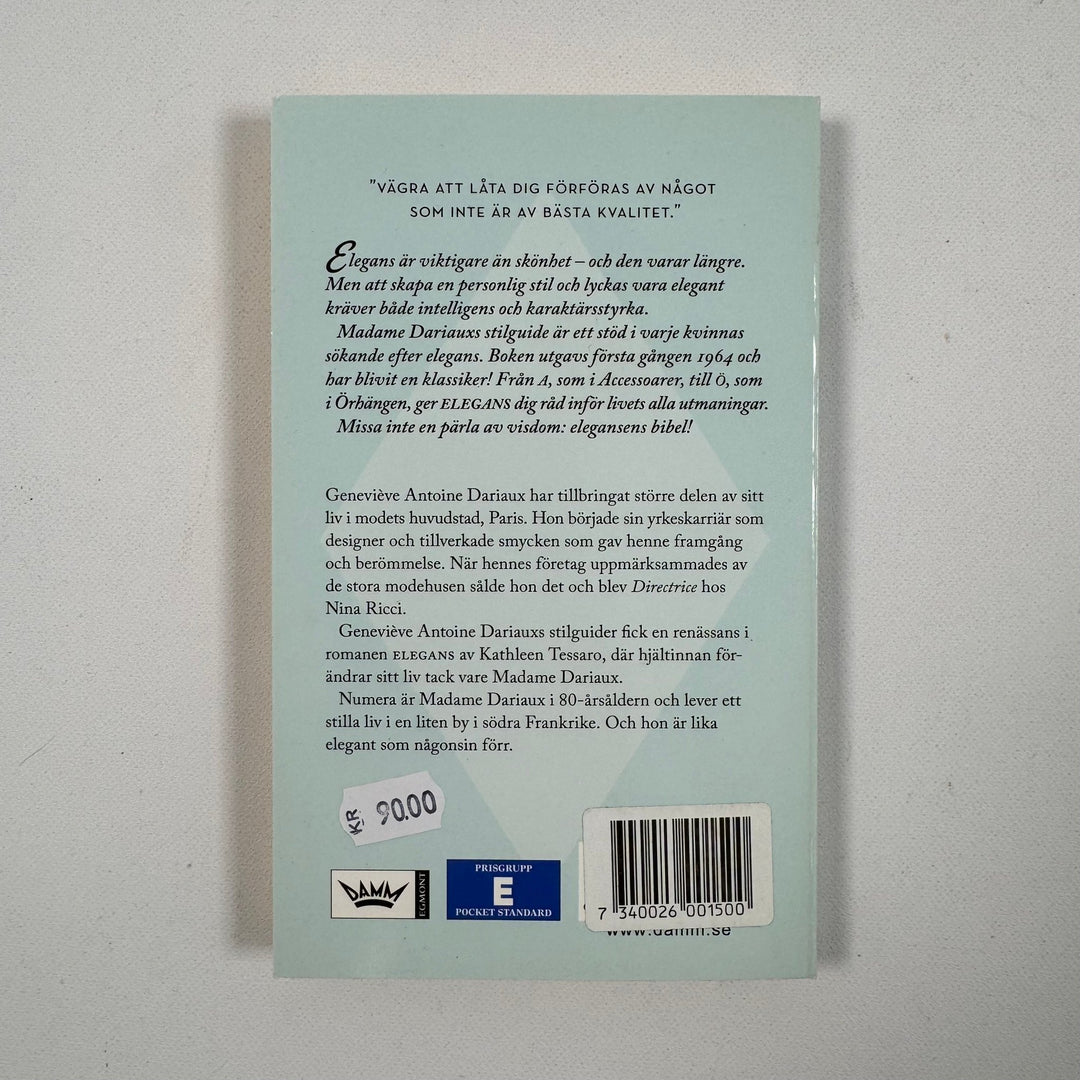 "VÄGRA ATT LÅTA DIG FÖRFÖRAS AV NÅGOT
SOM INTE ÄR AV BÄSTA KVALITET."
Elegans är viktigare än skönhet – och den varar längre.
Men att skapa en personlig stil och lyckas vara elegant
kräver både intelligens och karaktärsstyrka.
Madame Dariauxs stilguide är ett stöd i varje kvinnas
sökande efter elegans. Boken utgavs första gången 1964 och
har blivit en klassiker! Från A, som i Accessoarer, till Ö, som
i Örhängen, ger ELEGANS dig råd inför livets alla utmaningar.
Missa inte en pärla av visdom: elegansens bibel!
Geneviève Antoine Dariaux har tillbringat större delen av sitt
liv i modets huvudstad, Paris. Hon började sin yrkeskarriär som
designer och tillverkade smycken som gav henne framgång
och berömmelse. När hennes företag uppmärksammades av
de stora modehusen sålde hon det och blev Directrice hos
Nina Ricci.
Geneviève Antoine Dariauxs stilguider fick en renässans i
romanen ELEGANS av Kathleen Tessaro, där hjältinnan för-
ändrar sitt liv tack vare Madame Dariaux.
Numera är Madame Dariaux i 80-årsåldern och lever ett
stilla liv i en liten by i södra Frankrike. Och hon är lika
elegant som någonsin förr.
KR 90.00
DAMM EGMONT
PRISGRUPP
E
POCKET STANDARD
7 340026 001500
www.damm.se